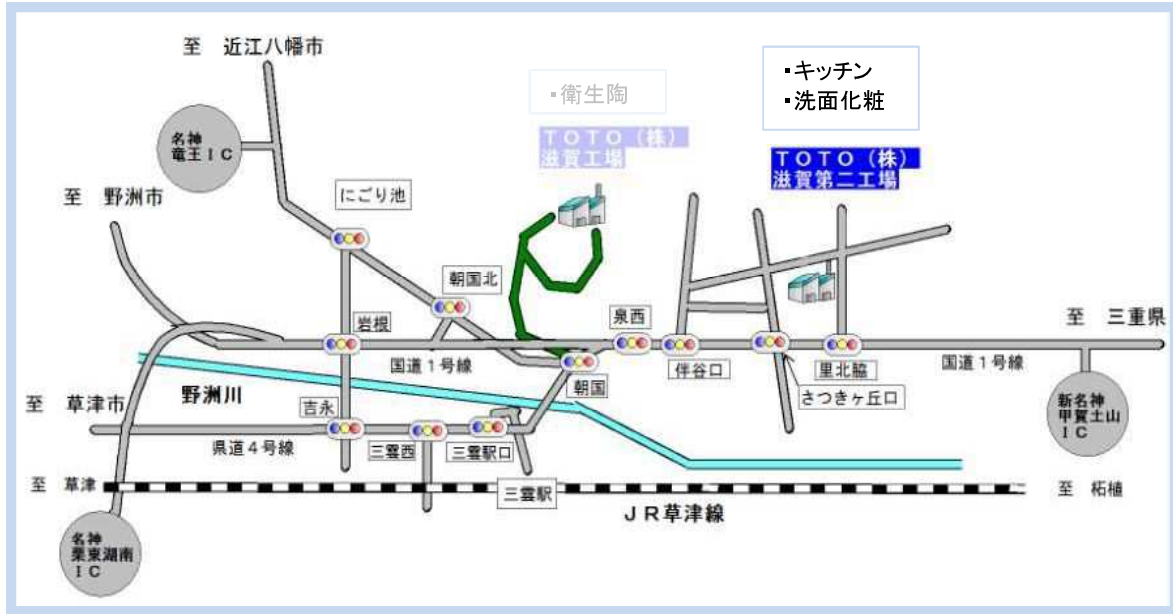 至 近江八幡市
・衛生陶
・キッチン
・洗面化粧
TOTO(株)
滋賀工場
TOTO(株)
滋賀第二工場
名神
竜王IC
至 野洲市
にごり池
朝国北
岩根
泉西
至 三重県
国道1号線
朝国
伴谷口
さつきヶ丘口
里北脇
国道1号線
野洲川
至 草津市
吉永
県道4号線
三雲西
三雲駅口
新名神
甲賀土山
IC
至 草津
三雲駅
至 柘植
JR草津線
名神
栗東湖南
IC